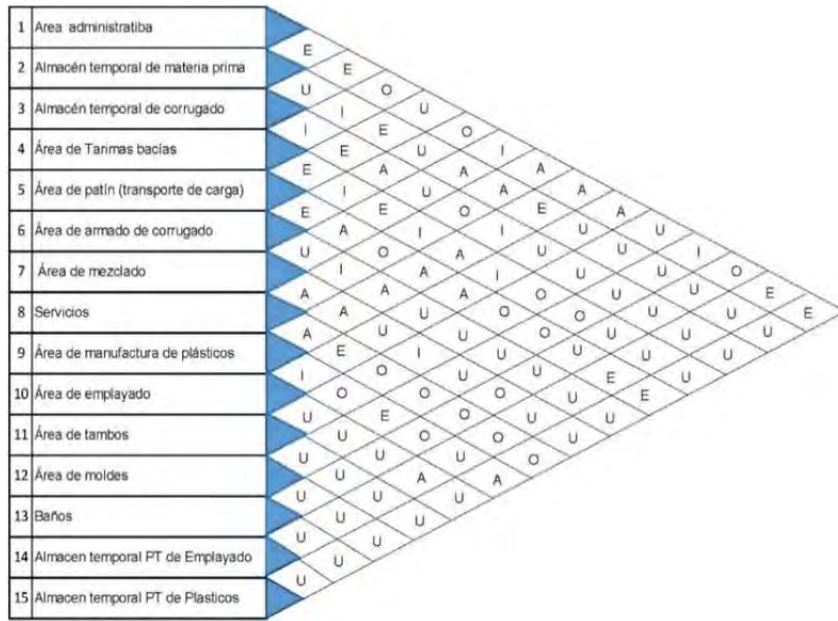 1 Area administratiba
2 Almacén temporal de materia prima
3 Almacén temporal de corrugado
4 Área de Tarimas bacías
5 Área de patín (transporte de carga)
6 Área de armado de corrugado
7 Área de mezclado
8 Servicios
9 Área de manufactura de plásticos
10 Área de emplayado
11 Área de tambos
12 Área de moldes
13 Baños
14 Almacen temporal PT de Emplayado
15 Almacen temporal PT de Plasticos
E E O U O I A A A U I O E E
U I E U A A E U U U U U U
I E A U O I U U U U U U
E I E I A I O O U U U
E A O A A O O U E E
U I A U U U U U U
A A U I U O U U
A E O O O O O
I O E O U A
U U U A U
U U U U
U U U
U U
U